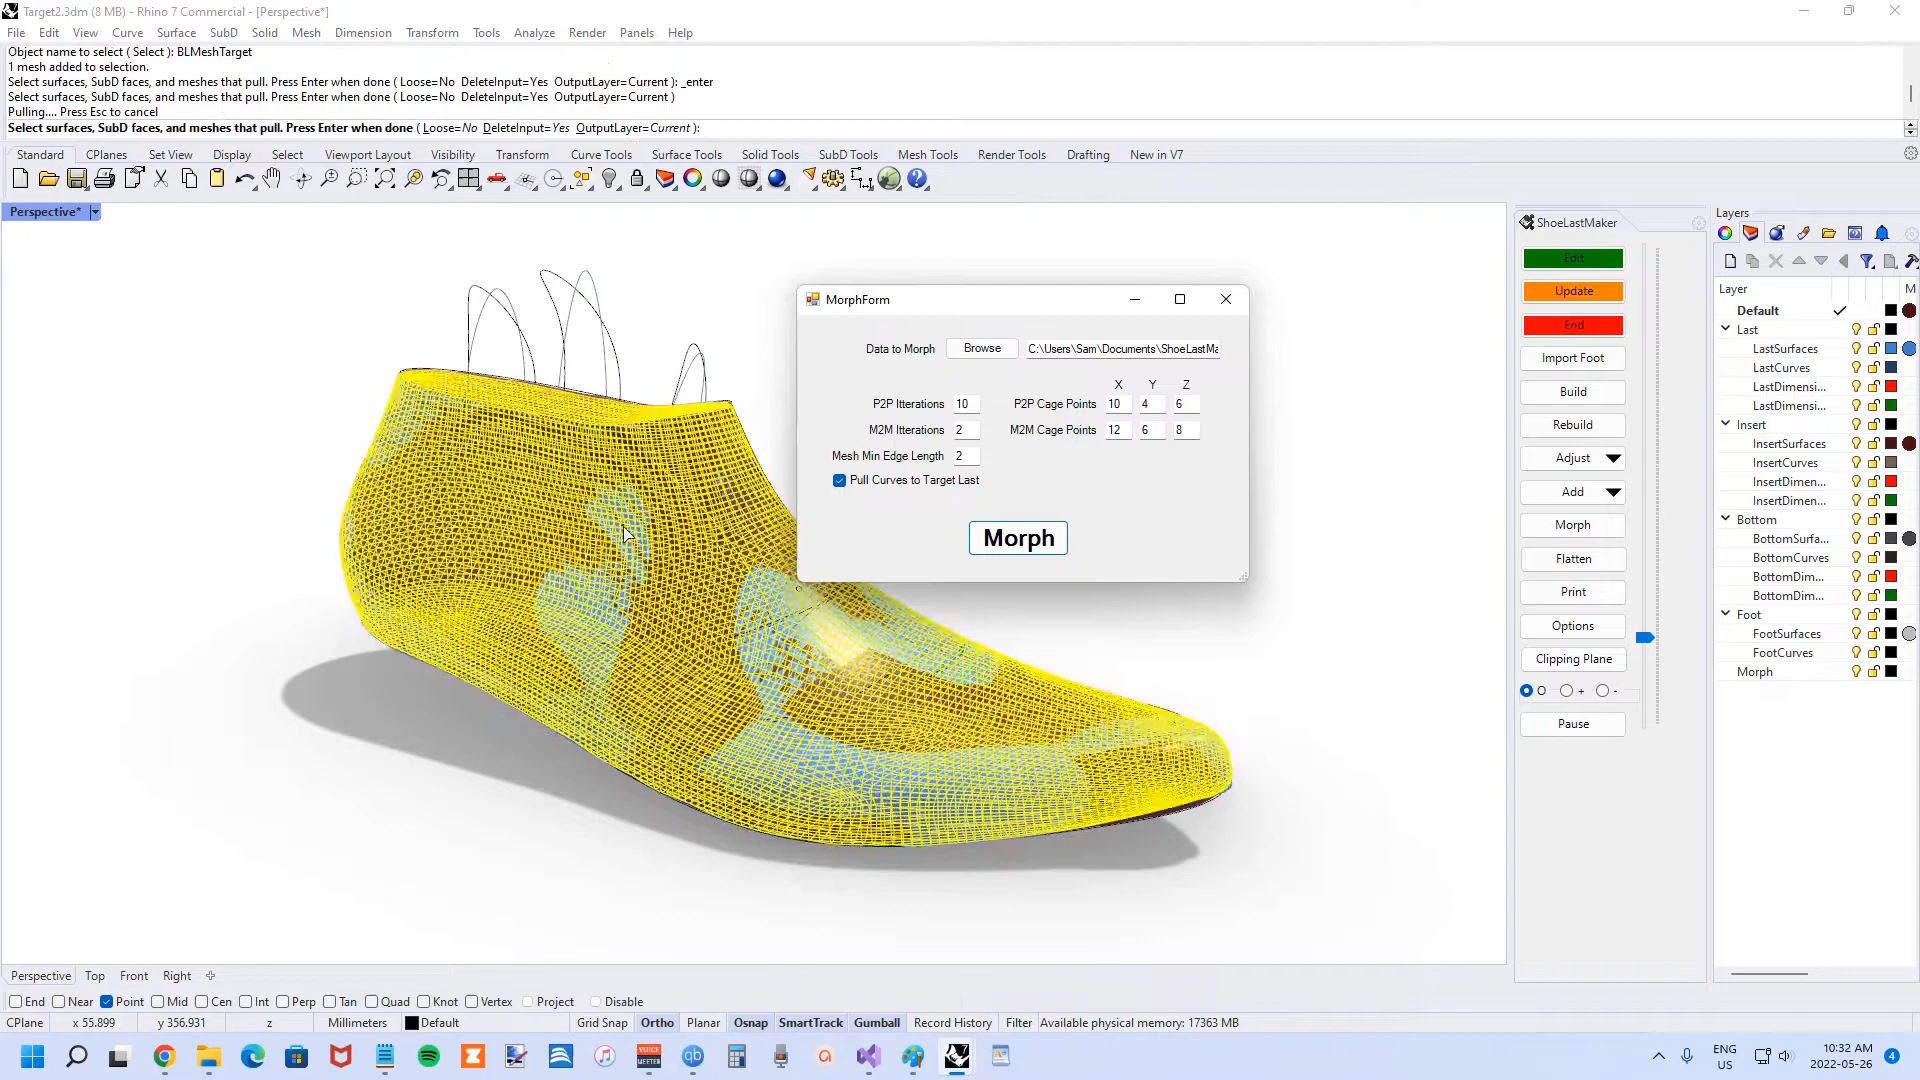 Target2.3dm (8 MB) - Rhino 7 Commercial - [Perspective*]
File Edit View Curve Surface SubD Solid Mesh Dimension Transform Tools Analyze Render Panels Help
Object name to select ( Select ): BLMeshTarget
1 mesh added to selection.
Select surfaces, SubD faces, and meshes that pull. Press Enter when done ( Loose=No DeleteInput=Yes OutputLayer=Current ): _enter
Select surfaces, SubD faces, and meshes that pull. Press Enter when done ( Loose=No DeleteInput=Yes OutputLayer=Current )
Pulling.... Press Esc to cancel
Select surfaces, SubD faces, and meshes that pull. Press Enter when done ( Loose=No DeleteInput=Yes OutputLayer=Current ):
Standard CPlanes Set View Display Select Viewport Layout Visibility Transform Curve Tools Surface Tools Solid Tools SubD Tools Mesh Tools Render Tools Drafting New in V7
Perspective*
MorphForm
Data to Morph Browse C:\Users\Sam\Documents\ShoeLastMa
X Y Z
P2P Itterations 10 P2P Cage Points 10 4 6
M2M Itterations 2 M2M Cage Points 12 6 8
Mesh Min Edge Length 2
Pull Curves to Target Last
Morph
ShoeLastMaker
Edit
Update
End
Import Foot
Build
Rebuild
Adjust
Add
Morph
Flatten
Print
Options
Clipping Plane
O + -
Pause
Layers
Layer M
Default
Last
LastSurfaces
LastCurves
LastDimensi...
LastDimensi...
Insert
InsertSurfaces
InsertCurves
InsertDimen...
InsertDimen...
Bottom
BottomSurfa...
BottomCurves
BottomDim...
BottomDim...
Foot
FootSurfaces
FootCurves
Morph
Perspective Top Front Right
End Near Point Mid Cen Int Perp Tan Quad Knot Vertex Project Disable
CPlane x 55.899 y 356.931 z Millimeters Default Grid Snap Ortho Planar Osnap SmartTrack Gumball Record History Filter Available physical memory: 17363 MB
VOICE MEETER
qb
7
ENG
US
10:32 AM
2022-05-26
4